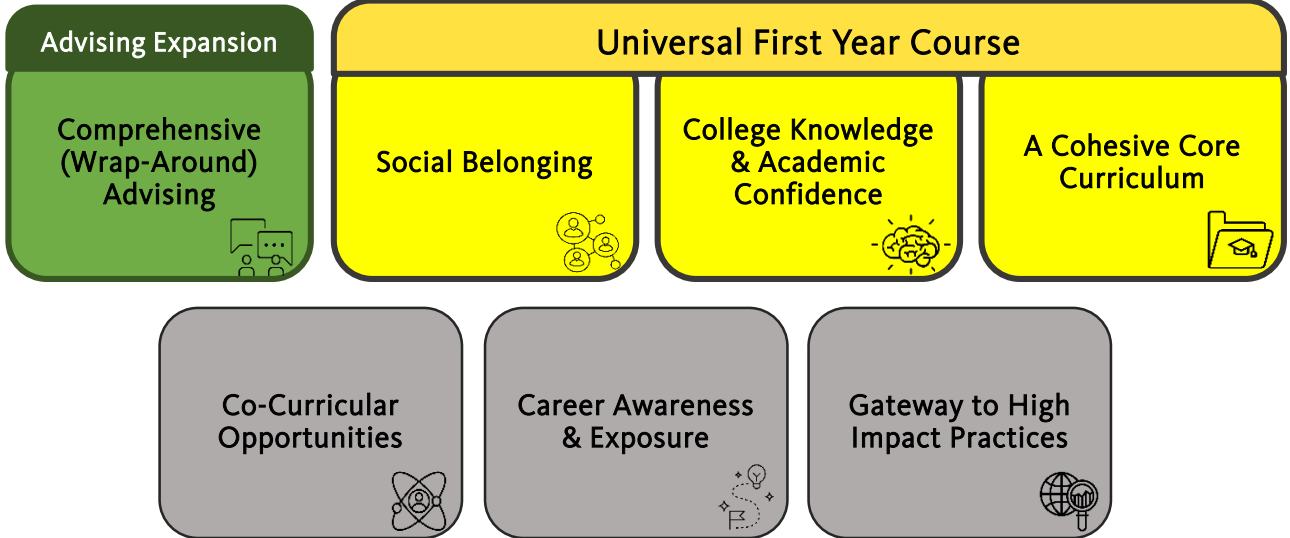 Advising Expansion
Universal First Year Course
Comprehensive
(Wrap-Around)
Advising
Social Belonging
College Knowledge
& Academic
Confidence
A Cohesive Core
Curriculum
Co-Curricular
Opportunities
Career Awareness
& Exposure
Gateway to High
Impact Practices